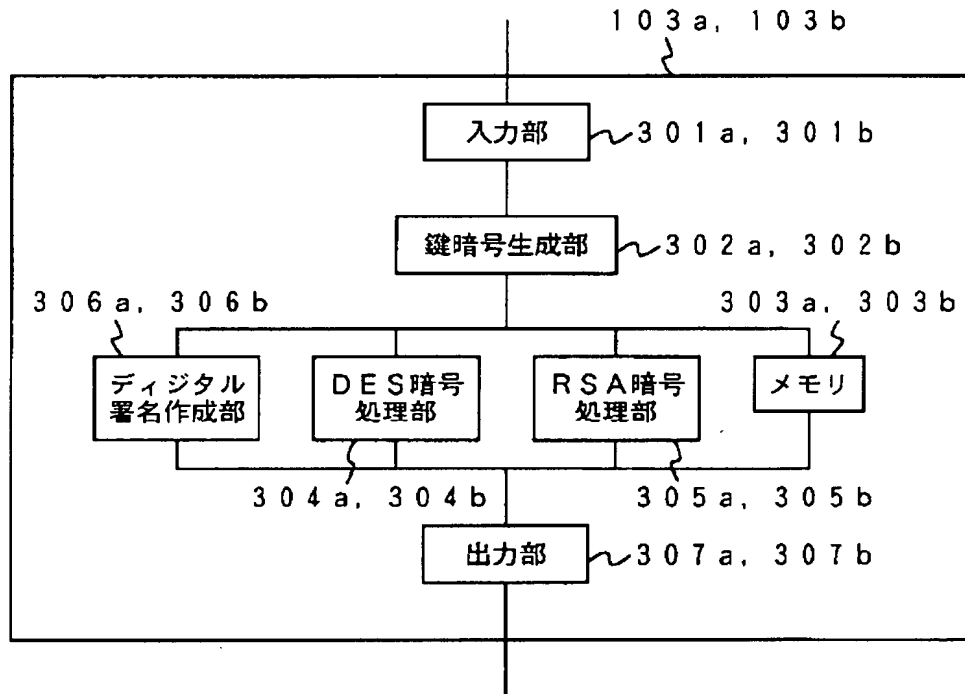 103a, 103b
入力部
301a, 301b
鍵暗号生成部
302a, 302b
306a, 306b
303a, 303b
ディジタル
署名作成部
DES暗号
処理部
RSA暗号
処理部
メモリ
304a, 304b
305a, 305b
出力部
307a, 307b